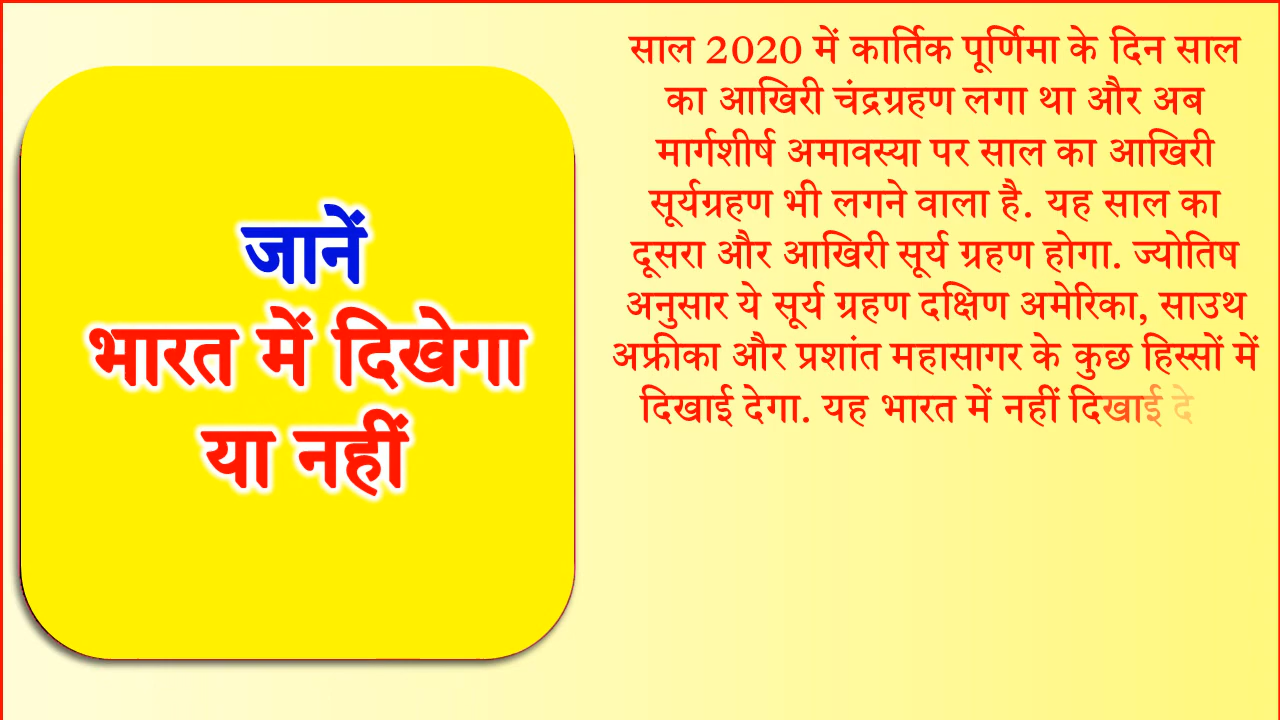 जानें
भारत में दिखेगा
या नहीं
साल 2020 में कार्तिक पूर्णिमा के दिन साल
का आखिरी चंद्रग्रहण लगा था और अब
मार्गशीर्ष अमावस्या पर साल का आखिरी
सूर्यग्रहण भी लगने वाला है. यह साल का
दूसरा और आखिरी सूर्य ग्रहण होगा. ज्योतिष
अनुसार ये सूर्य ग्रहण दक्षिण अमेरिका, साउथ
अफ्रीका और प्रशांत महासागर के कुछ हिस्सों में
दिखाई देगा. यह भारत में नहीं दिखाई दे